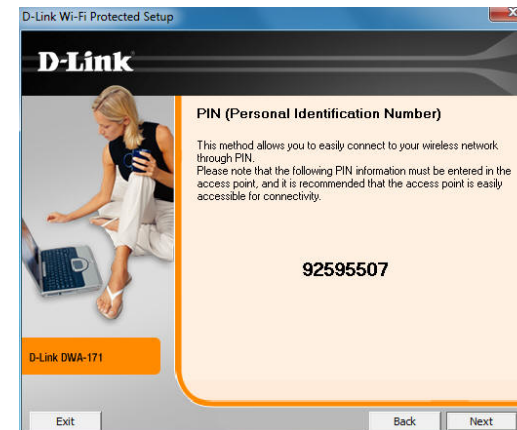 D-Link Wi-Fi Protected Setup
D-Link
PIN (Personal Identification Number)
This method allows you to easily connect to your wireless network
through PIN.
Please note that the following PIN information must be entered in the
access point, and it is recommended that the access point is easily
accessible for connectivity.
92595507
D-Link DWA-171
Exit
Back
Next